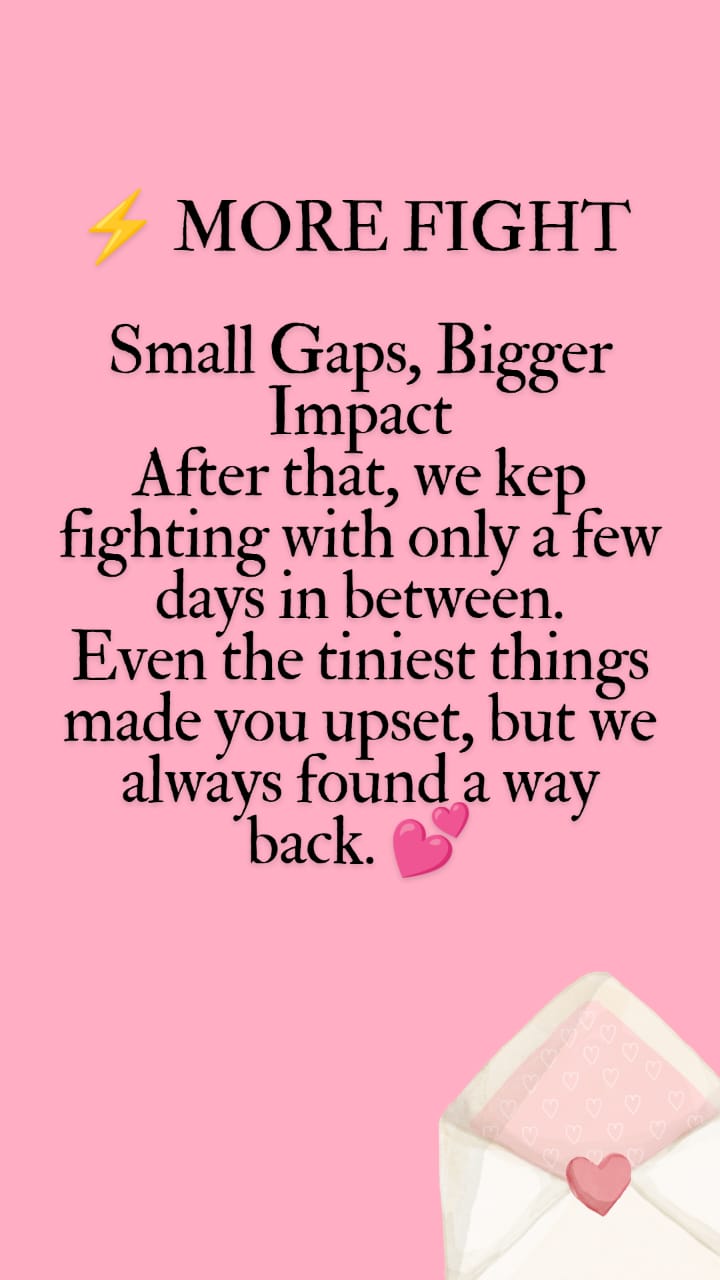 ⚡ MORE FIGHT
Small Gaps, Bigger
Impact
After that, we kep
fighting with only a few
days in between.
Even the tiniest things
made you upset, but we
always found a way
back. 💕